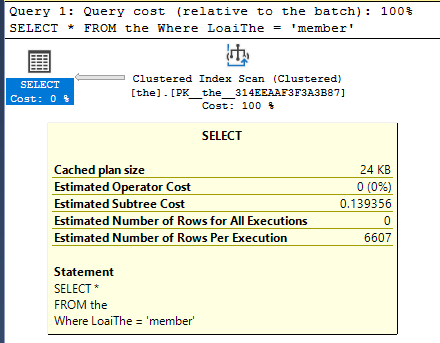 Query 1: Query cost (relative to the batch): 100%
SELECT * FROM the Where LoaiThe = 'member'
SELECT
Cost: 0 %
Clustered Index Scan (Clustered)
[the].[PK__the__314EEAAF3F3A3B87]
Cost: 100 %
SELECT
Cached plan size 24 KB
Estimated Operator Cost 0 (0%)
Estimated Subtree Cost 0.139356
Estimated Number of Rows for All Executions 0
Estimated Number of Rows Per Execution 6607
Statement
SELECT *
FROM the
Where LoaiThe = 'member'